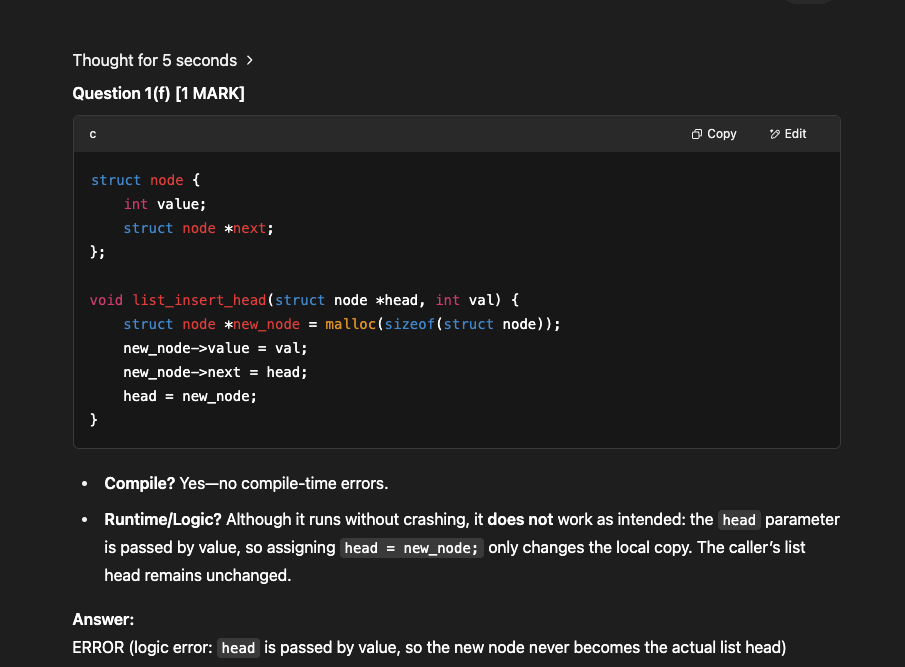 Thought for 5 seconds >
Question 1(f) [1 MARK]
c Copy Edit
struct node {
    int value;
    struct node *next;
};
void list_insert_head(struct node *head, int val) {
    struct node *new_node = malloc(sizeof(struct node));
    new_node->value = val;
    new_node->next = head;
    head = new_node;
}
• Compile? Yes—no compile-time errors.
• Runtime/Logic? Although it runs without crashing, it does not work as intended: the head parameter
is passed by value, so assigning head = new_node; only changes the local copy. The caller’s list
head remains unchanged.
Answer:
ERROR (logic error: head is passed by value, so the new node never becomes the actual list head)